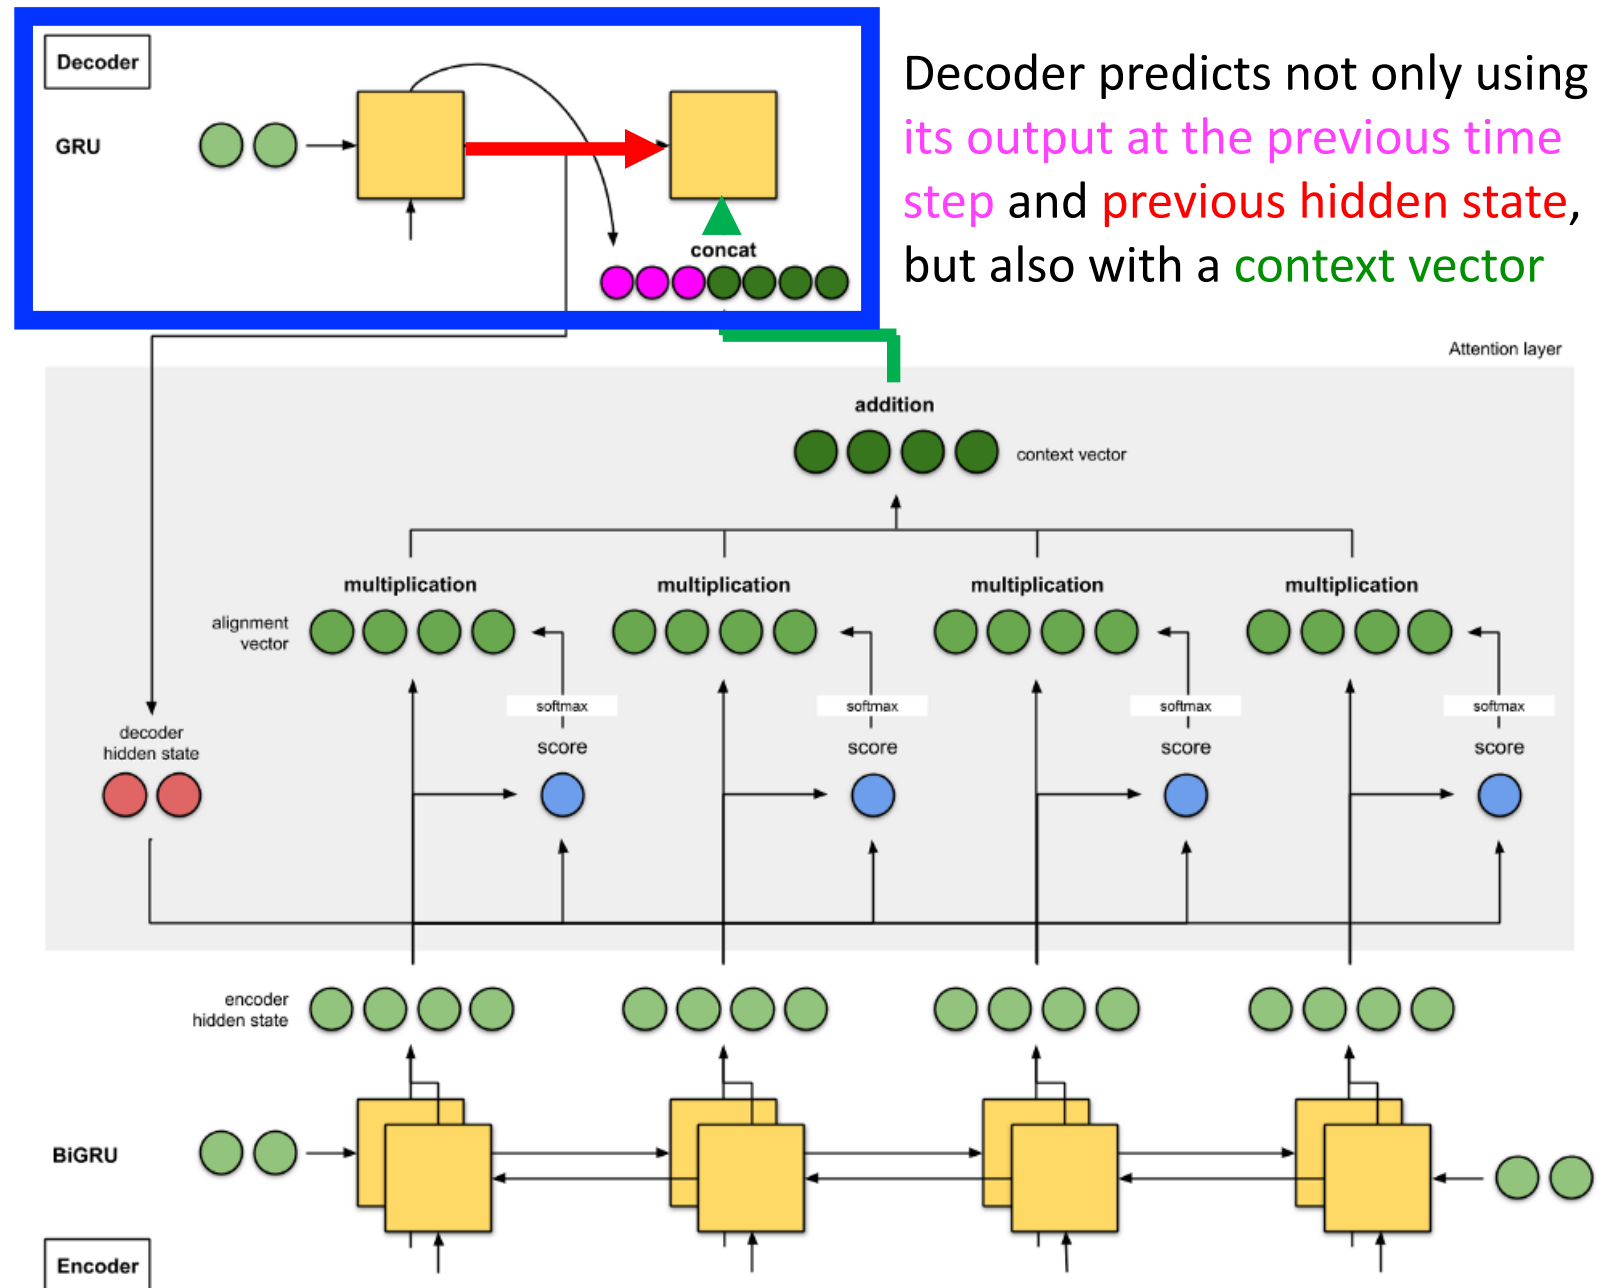 Decoder
GRU
concat
Decoder predicts not only using
its output at the previous time
step and previous hidden state,
but also with a context vector
Attention layer
addition
context vector
multiplication multiplication multiplication multiplication
alignment
vector
softmax softmax softmax softmax
decoder
hidden state
score score score score
encoder
hidden state
BiGRU
Encoder